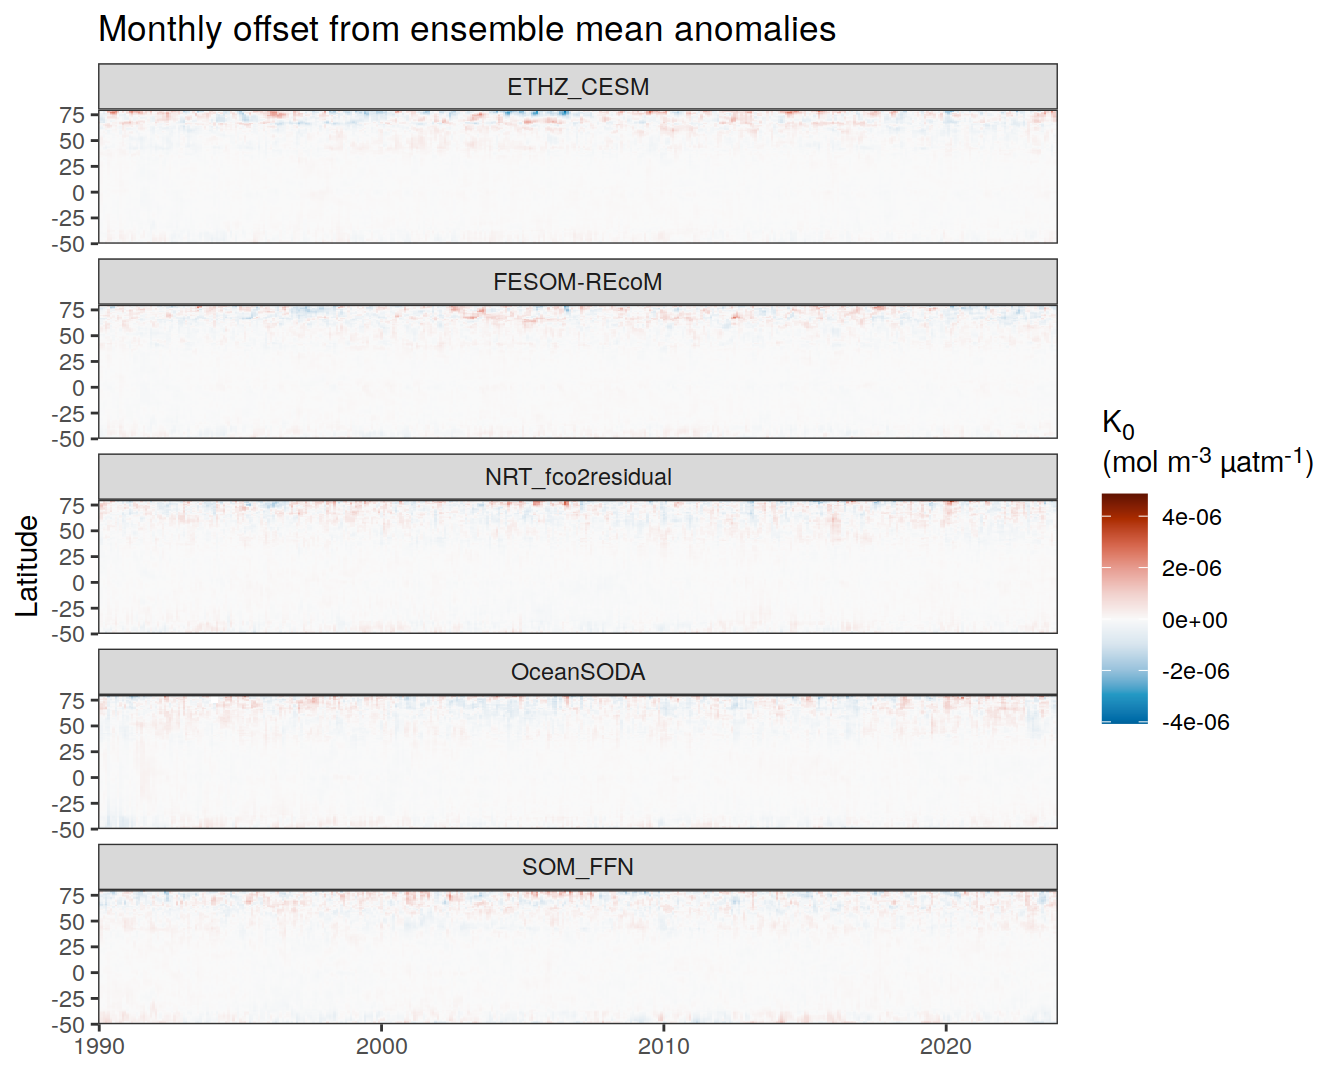 Monthly offset from ensemble mean anomalies
ETHZ_CESM
75
50
25
0
-25
-50
FESOM-REcoM
75
50
25
0
-25
-50
NRT_fco2residual
75
50
25
0
-25
-50
OceanSODA
75
50
25
0
-25
-50
SOM_FFN
75
50
25
0
-25
-50
1990 2000 2010 2020
Latitude
K0
(mol m-3 µatm-1)
4e-06
2e-06
0e+00
-2e-06
-4e-06